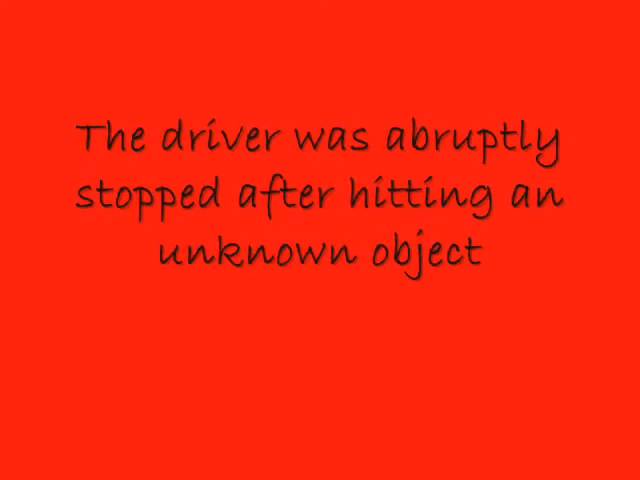 The driver was abruptly
stopped after hitting an
unknown object